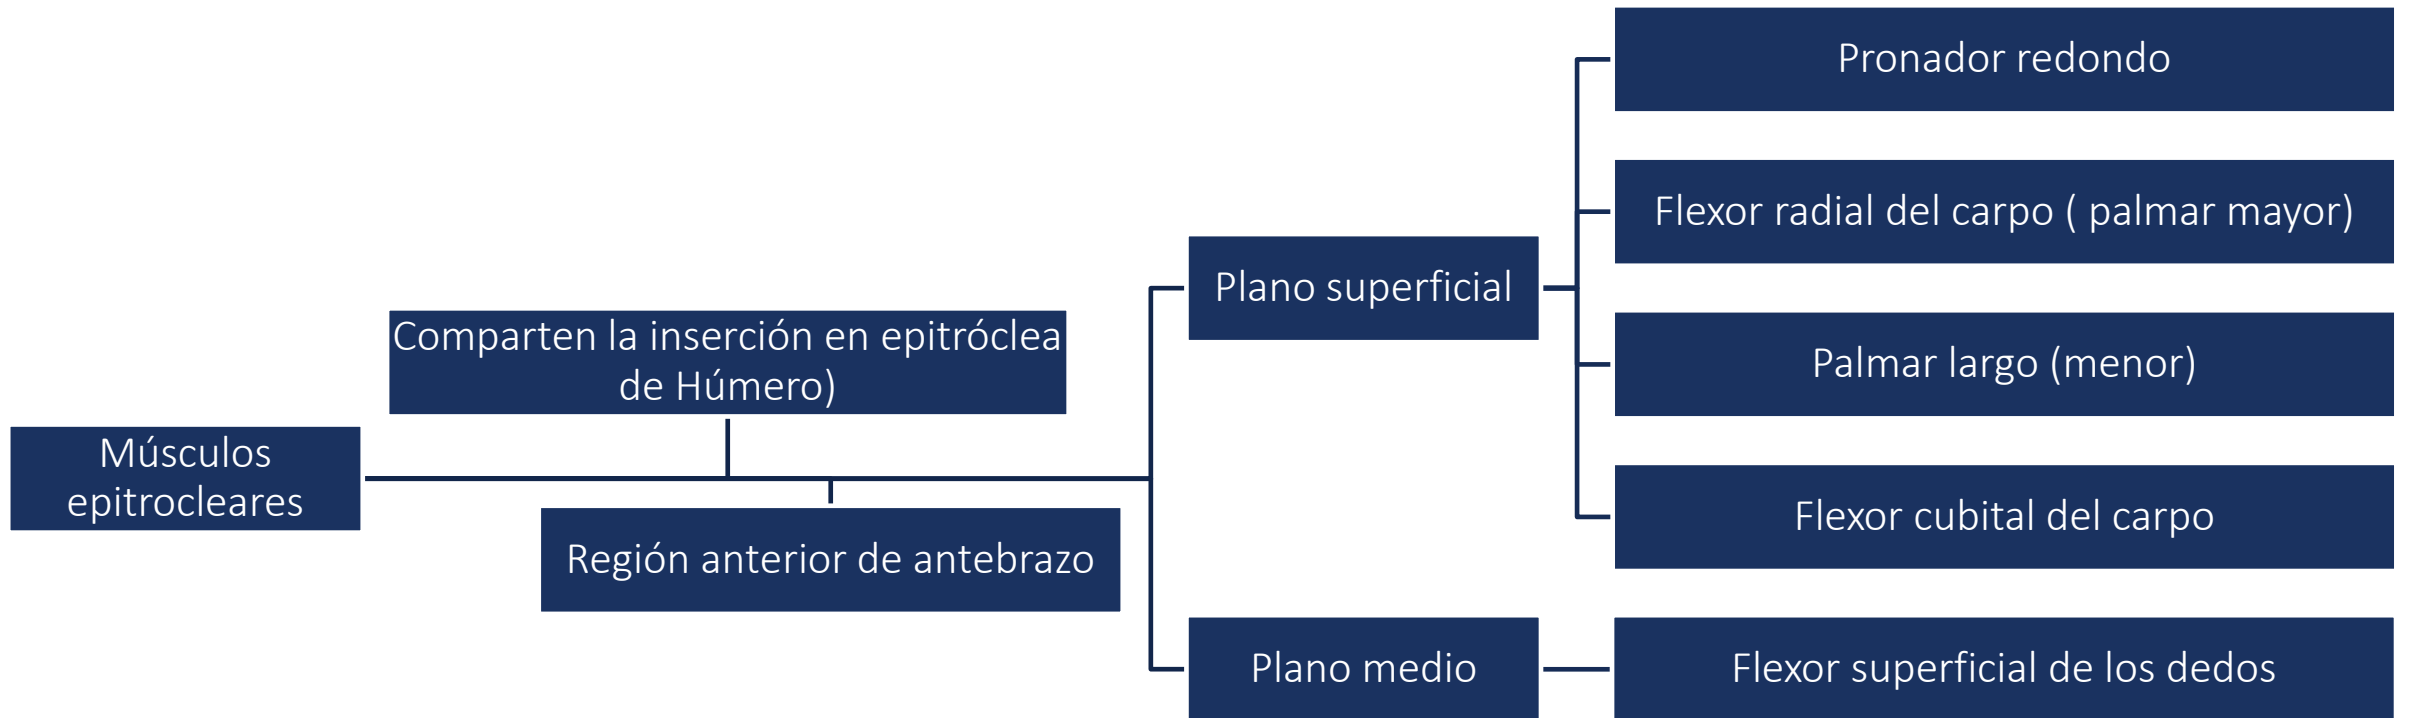 Músculos
epitrocleares
Comparten la inserción en epitróclea
de Húmero)
Región anterior de antebrazo
Plano superficial
Pronador redondo
Flexor radial del carpo ( palmar mayor)
Palmar largo (menor)
Flexor cubital del carpo
Plano medio
Flexor superficial de los dedos